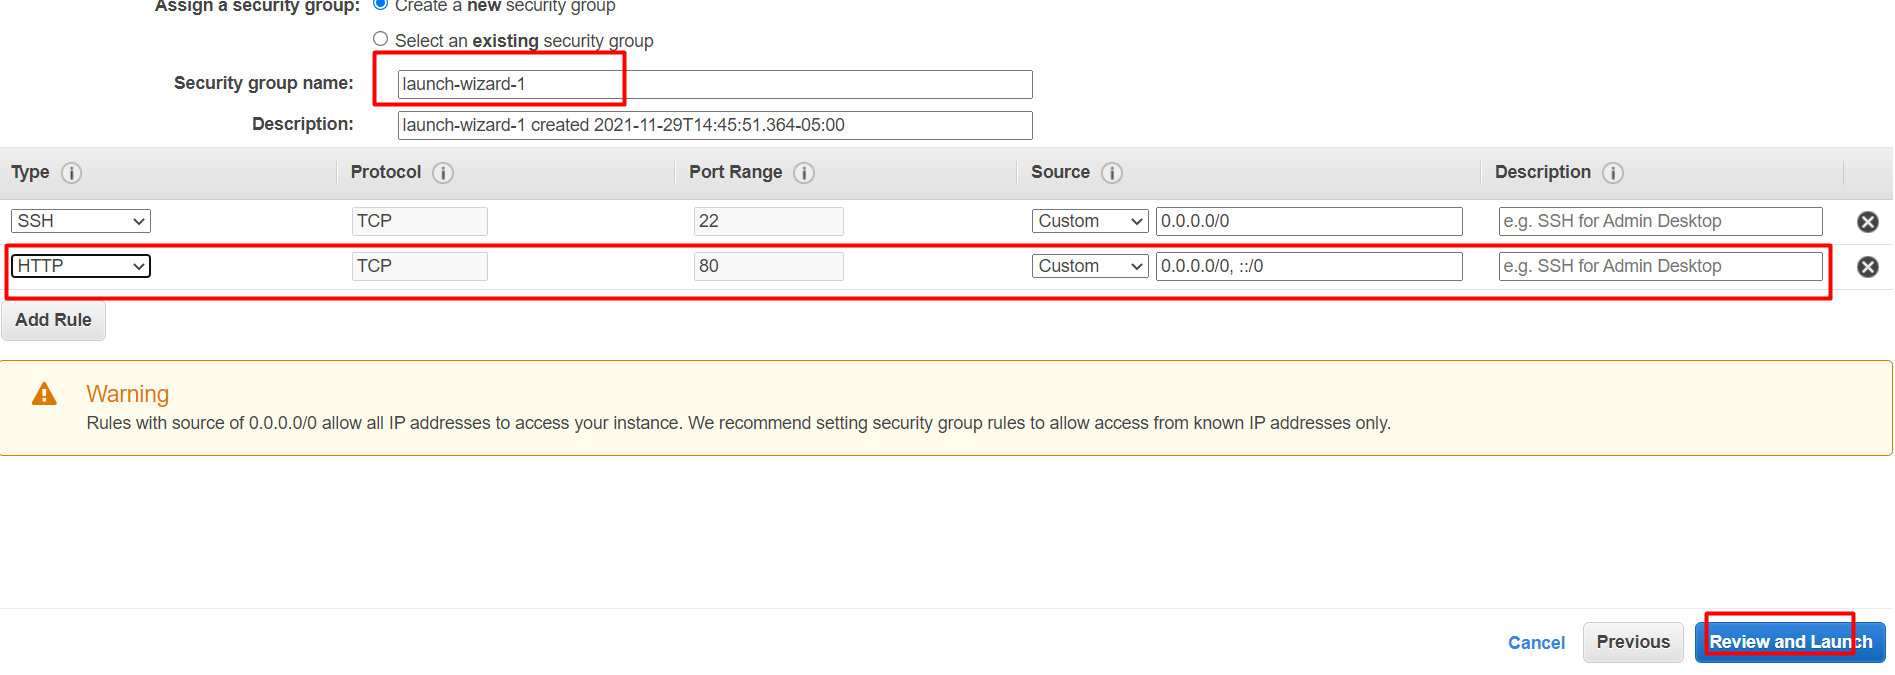 Assign a security group: Create a new security group
Select an existing security group
Security group name: launch-wizard-1
Description: launch-wizard-1 created 2021-11-29T14:45:51.364-05:00
Type i Protocol i Port Range i Source i Description i
SSH TCP 22 Custom 0.0.0.0/0 e.g. SSH for Admin Desktop
HTTP TCP 80 Custom 0.0.0.0/0, ::/0 e.g. SSH for Admin Desktop
Add Rule
Warning
Rules with source of 0.0.0.0/0 allow all IP addresses to access your instance. We recommend setting security group rules to allow access from known IP addresses only.
Cancel Previous Review and Launch